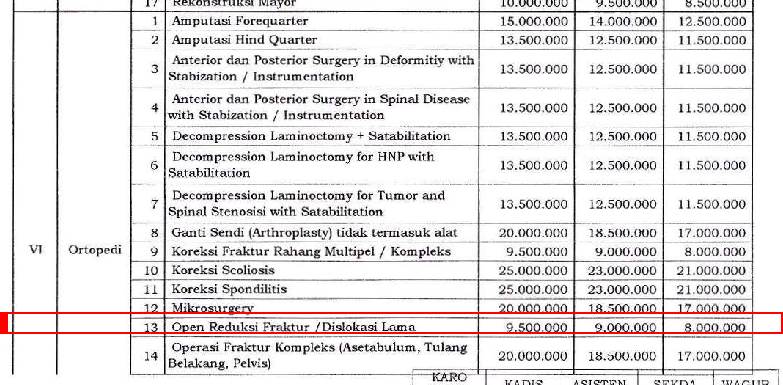 17 Rekonstruksi Mayor 10.000.000 9.500.000 8.500.000
1 Amputasi Forequarter 15.000.000 14.000.000 12.500.000
2 Amputasi Hind Quarter 13.500.000 12.500.000 11.500.000
3 Anterior dan Posterior Surgery in Deformitiy with
Stabization / Instrumentation 13.500.000 12.500.000 11.500.000
4 Anterior dan Posterior Surgery in Spinal Disease
with Stabization / Instrumentation 13.500.000 12.500.000 11.500.000
5 Decompression Laminoctomy + Satabilitation 13.500.000 12.500.000 11.500.000
6 Decompression Laminoctomy for HNP with
Satabilitation 13.500.000 12.500.000 11.500.000
7 Decompression Laminoctomy for Tumor and
Spinal Stenosisi with Satabilitation 13.500.000 12.500.000 11.500.000
8 Ganti Sendi (Arthroplasty) tidak termasuk alat 20.000.000 18.500.000 17.000.000
VI Ortopedi 9 Koreksi Fraktur Rahang Multipel / Kompleks 9.500.000 9.000.000 8.000.000
10 Koreksi Scoliosis 25.000.000 23.000.000 21.000.000
11 Koreksi Spondilitis 25.000.000 23.000.000 21.000.000
12 Mikrosurgery 20.000.000 18.500.000 17.000.000
13 Open Reduksi Fraktur /Dislokasi Lama 9.500.000 9.000.000 8.000.000
14 Operasi Fraktur Kompleks (Asetabulum, Tulang
Belakang, Pelvis) 20.000.000 18.500.000 17.000.000
KARO KADIS ASISTEN SEKDA WAGUB